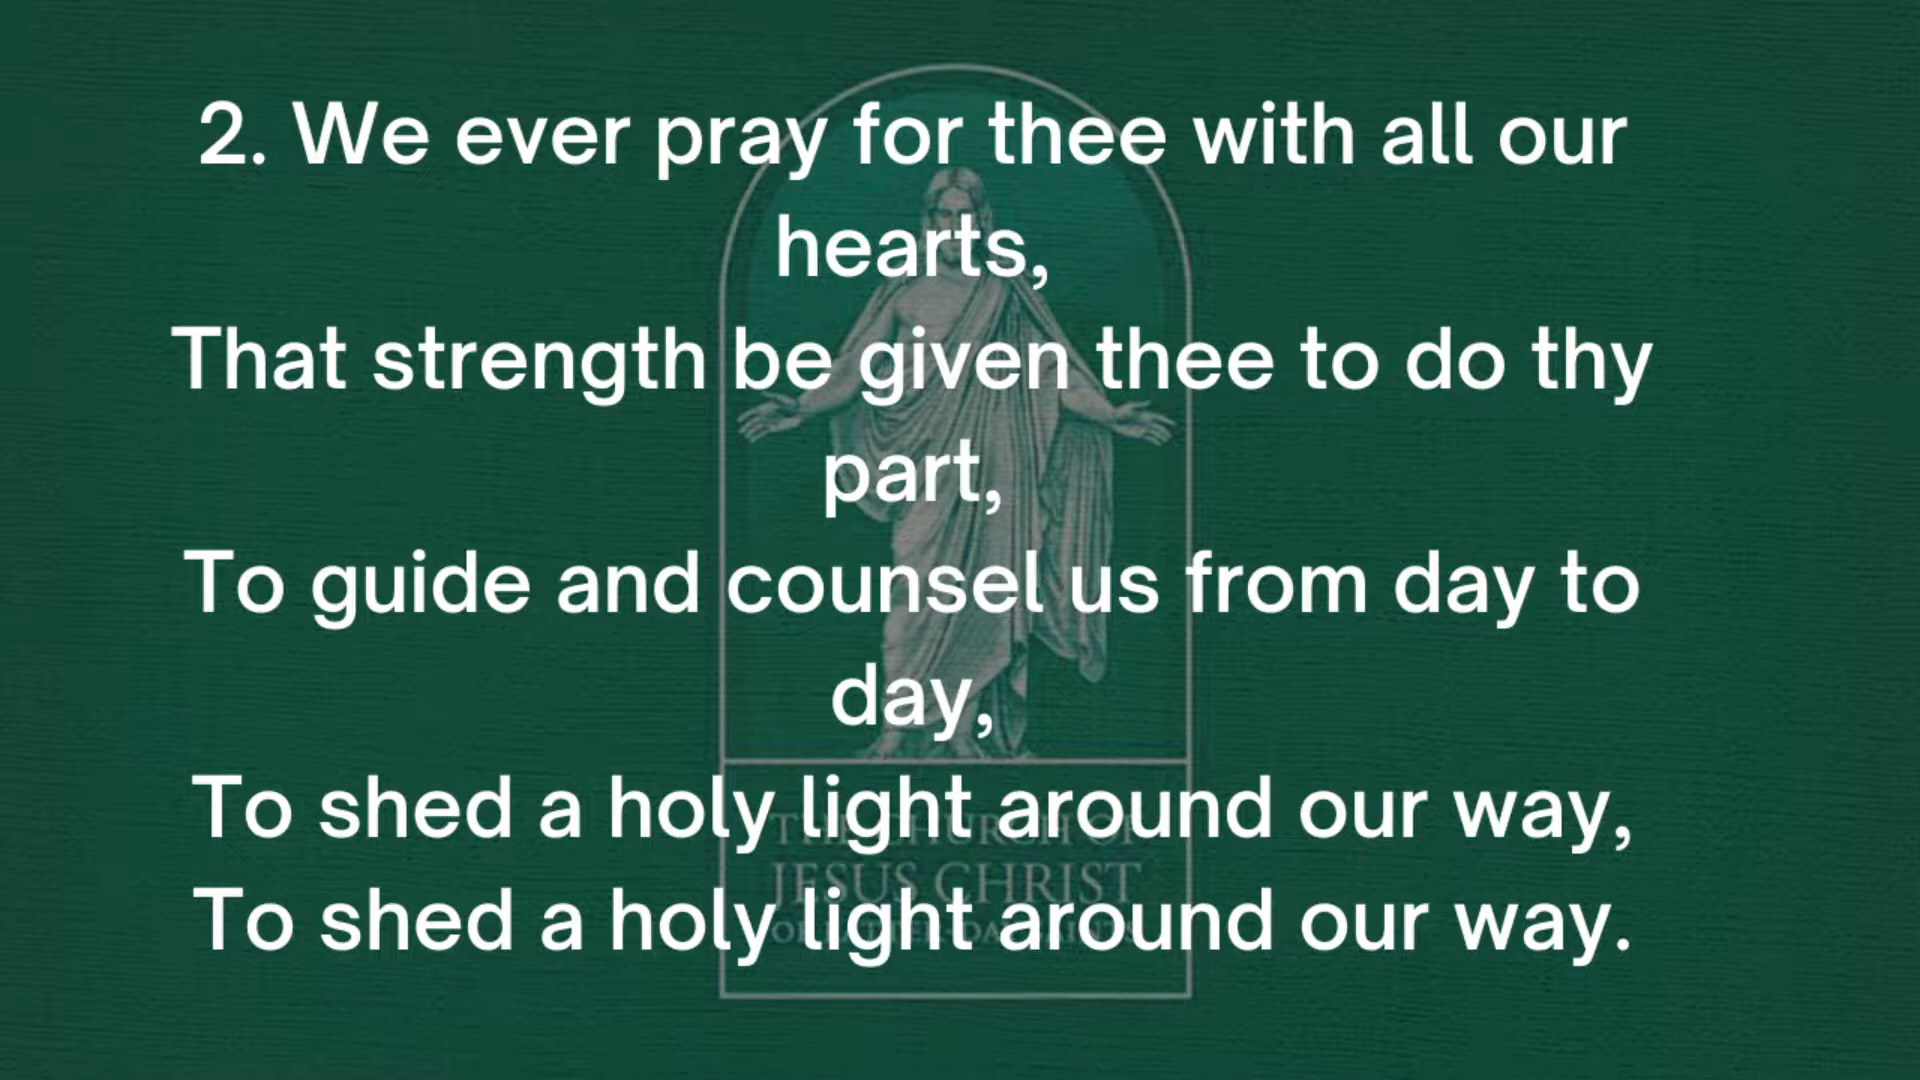 2. We ever pray for thee with all our
hearts,
That strength be given thee to do thy
part,
To guide and counsel us from day to
day,
To shed a holy light around our way,
THE CHURCH OF
JESUS CHRIST
To shed a holy light around our way.
OF LATTER-DAY SAINTS